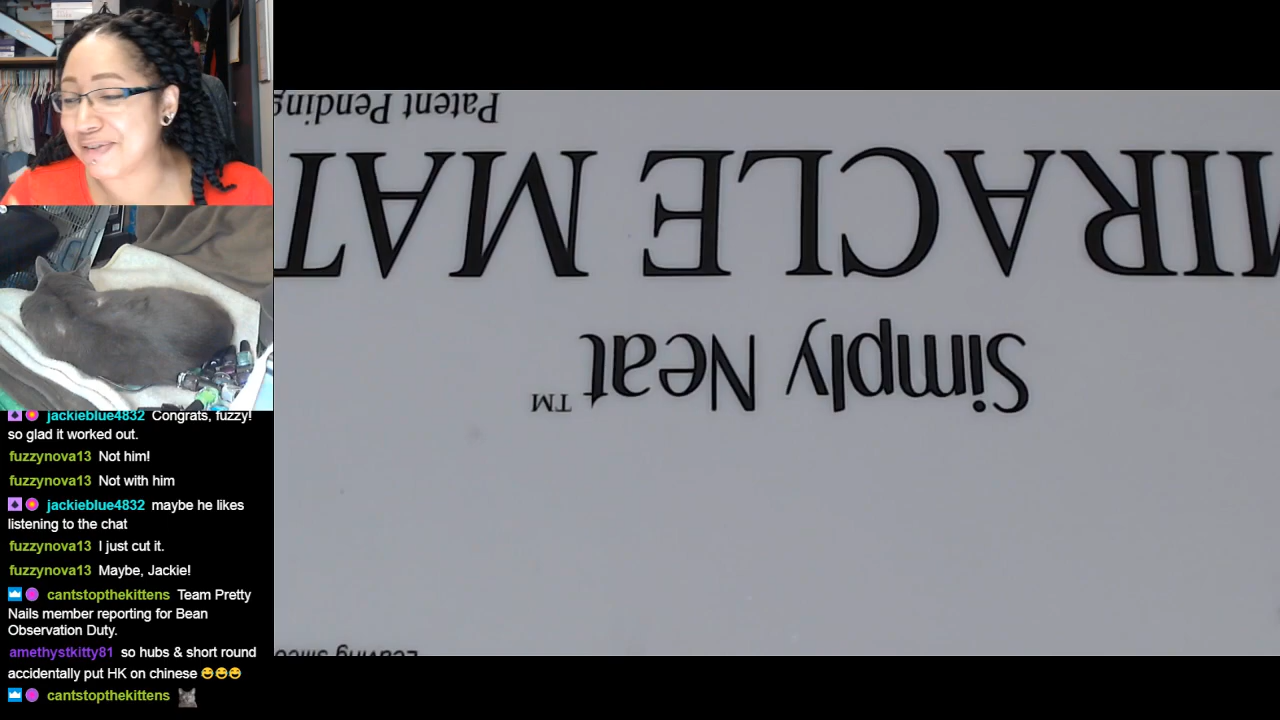 Patent Pending
MIRACLE MAT
Simply Neat™
jackieblue4832 Congrats, fuzzy!
so glad it worked out.
fuzzynova13 Not him!
fuzzynova13 Not with him
jackieblue4832 maybe he likes
listening to the chat
fuzzynova13 I just cut it.
fuzzynova13 Maybe, Jackie!
cantstopthekittens Team Pretty
Nails member reporting for Bean
Observation Duty.
amethystkitty81 so hubs & short round
accidentally put HK on chinese 😄😄😄
cantstopthekittens